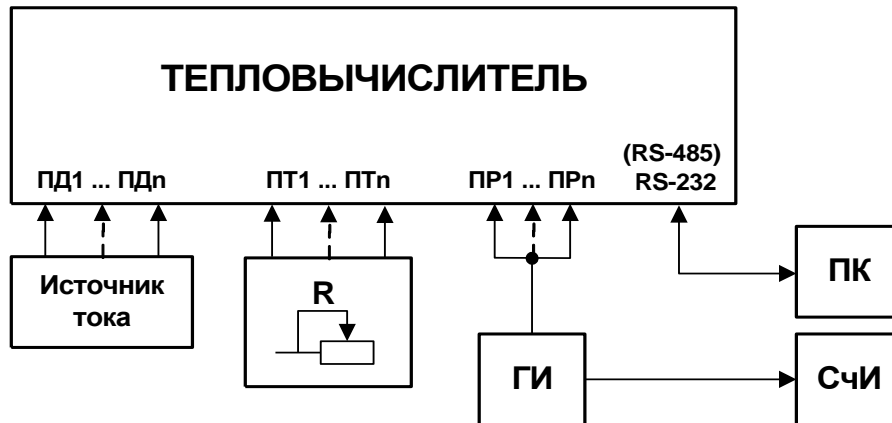 ТЕПЛОВЫЧИСЛИТЕЛЬ
(RS-485)
ПД1 ... ПДn ПТ1 ... ПТn ПР1 ... ПРn RS-232
Источник
тока
R
ПК
ГИ
СчИ